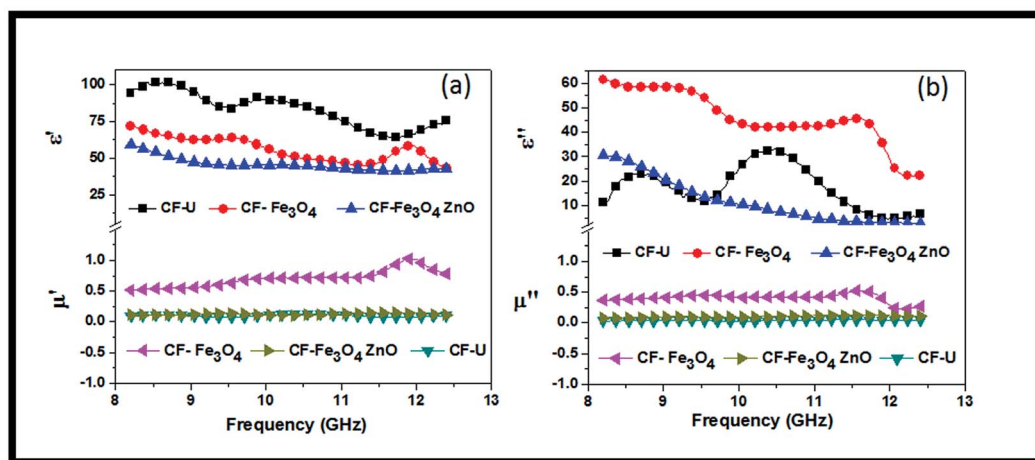 (a)
100
75
50
25
ε'
CF-U CF- Fe₃O₄ CF-Fe₃O₄ ZnO
1.0
0.5
0.0
-0.5
-1.0
μ'
CF- Fe₃O₄ CF-Fe₃O₄ ZnO CF-U
8 9 10 11 12 13
Frequency (GHz)
(b)
60
50
40
30
20
10
ε''
CF-U CF- Fe₃O₄ CF-Fe₃O₄ ZnO
1.0
0.5
0.0
-0.5
-1.0
μ''
CF- Fe₃O₄ CF-Fe₃O₄ ZnO CF-U
8 9 10 11 12 13
Frequency (GHz)